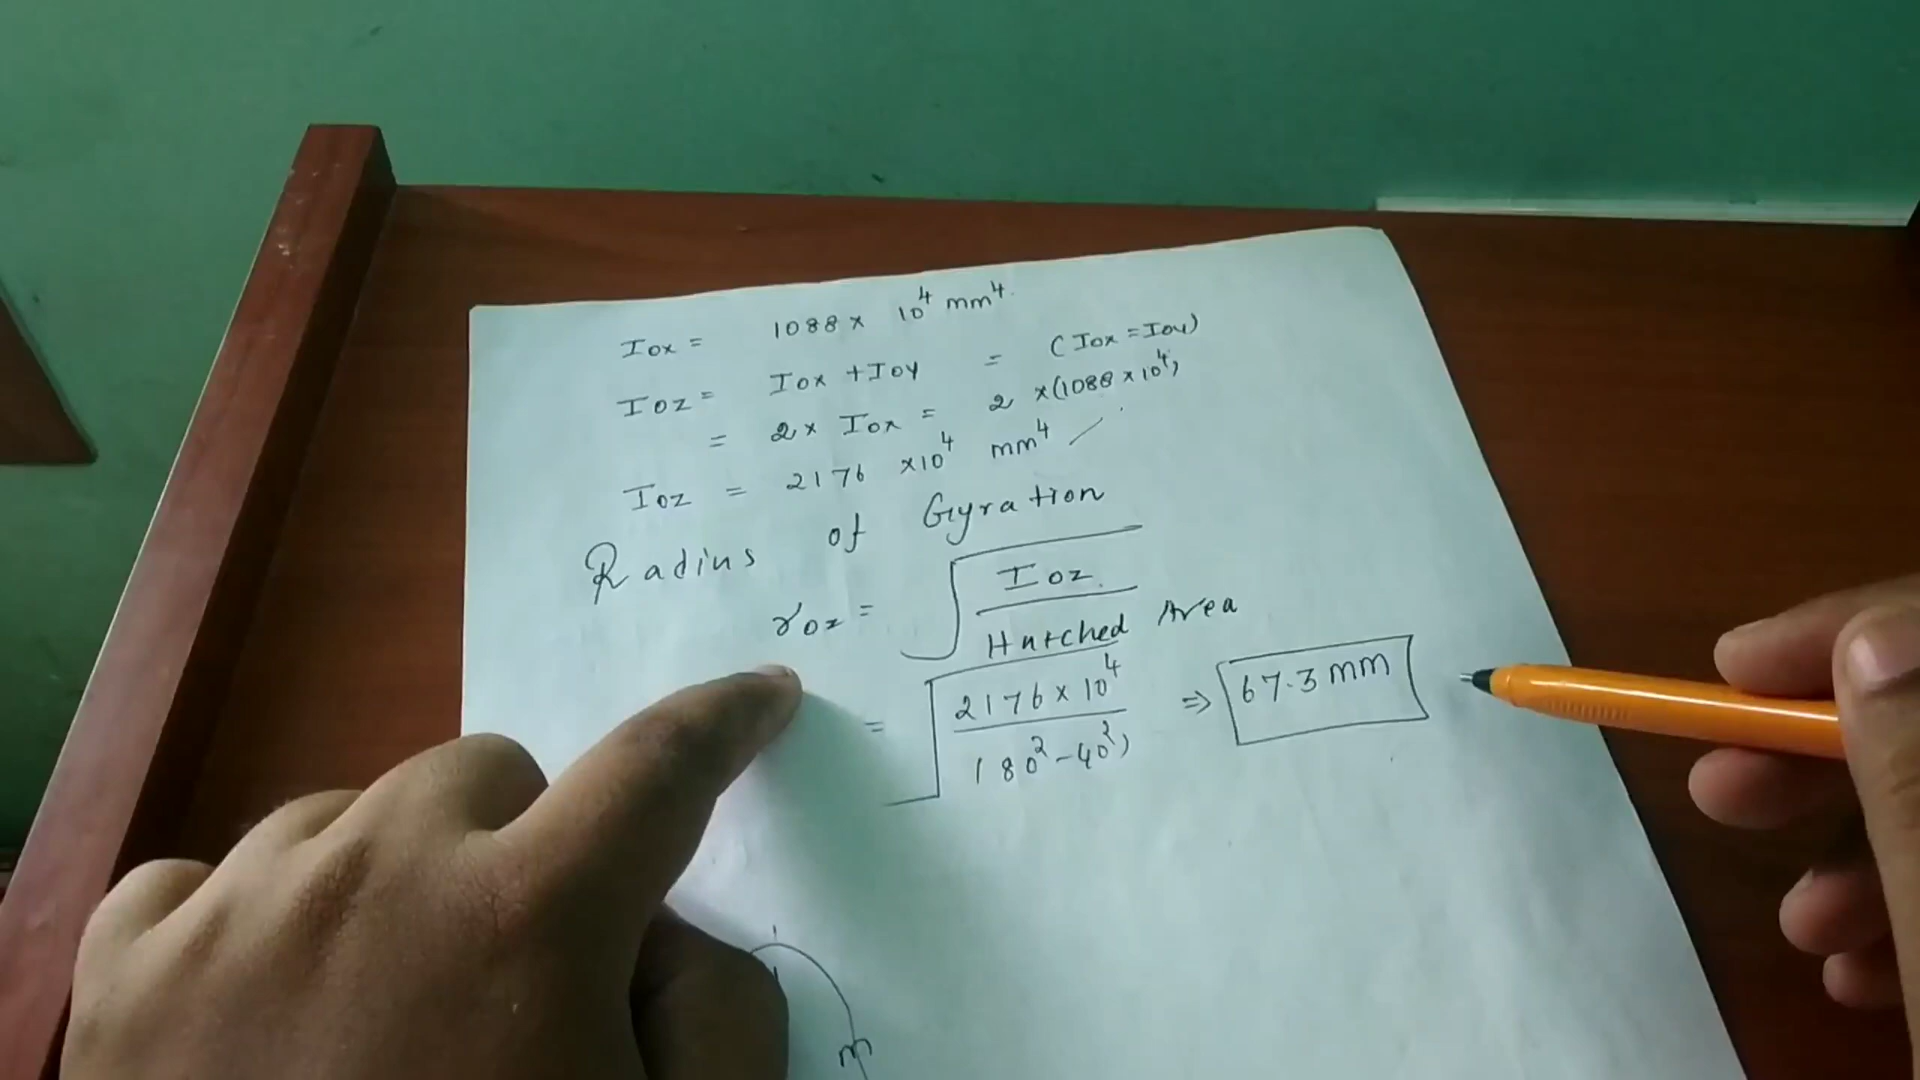 Iox = 1088 × 10⁴ mm⁴.
Ioz = Iox + Ioy = (Iox = Ioy)
= 2 × Iox = 2 × (1088 × 10⁴)
Ioz = 2176 × 10⁴ mm⁴
Radius of Gyration
roz = √ Ioz.
Hatched Area
= √ 2176 × 10⁴ ⇒ 67.3 mm
(80² - 40²)
m